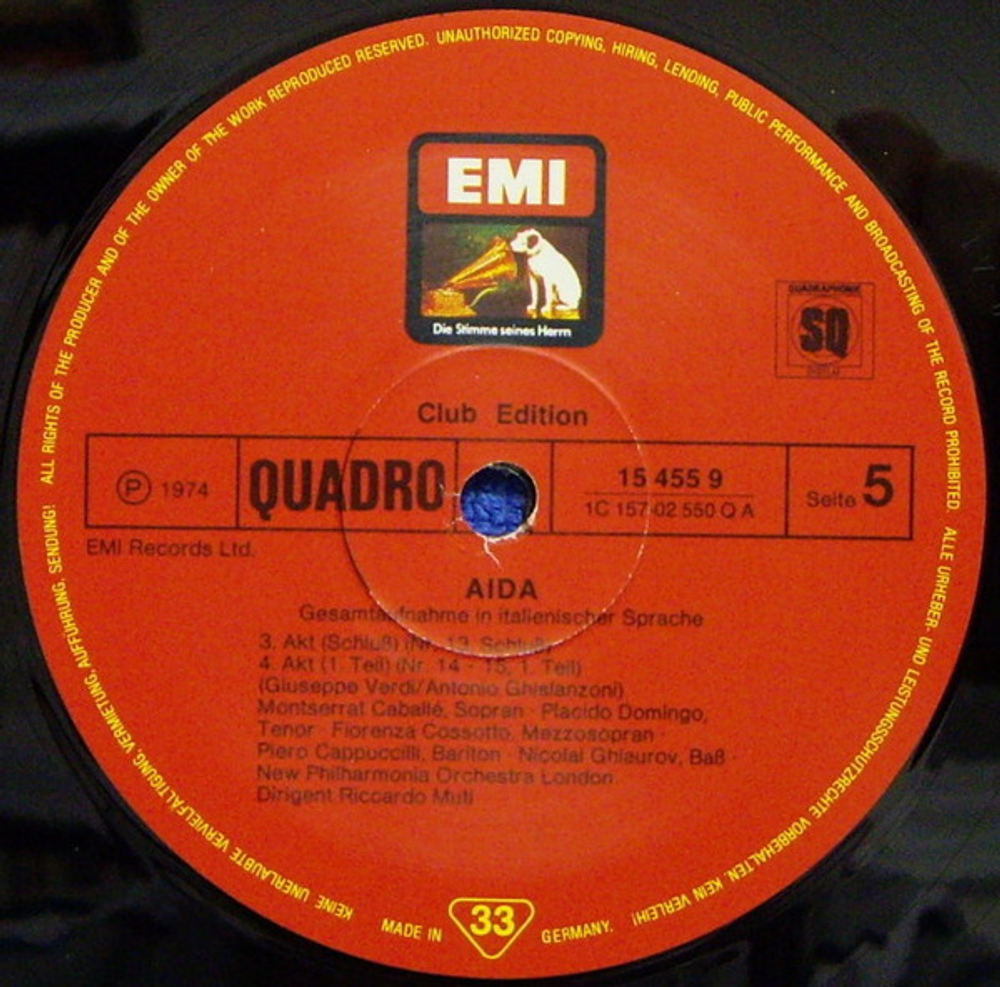 ALL RIGHTS OF THE PRODUCER AND OF THE OWNER OF THE WORK REPRODUCED RESERVED. UNAUTHORIZED COPYING, HIRING, LENDING, PUBLIC PERFORMANCE AND BROADCASTING OF THE RECORD PROHIBITED. ALLE URHEBER- UND LEISTUNGSSCHUTZRECHTE VORBEHALTEN. KEIN VERLEIH! KEINE UNERLAUBTE VERVIELFÄLTIGUNG, VERMIETUNG, AUFFÜHRUNG, SENDUNG!
EMI
Die Stimme seines Herrn
QUADRAPHONIC
SQ
Club Edition
Ⓟ 1974
QUADRO
15 455 9
1C 157-02 550 Q A
Seite 5
EMI Records Ltd.
AIDA
Gesamtaufnahme in italienischer Sprache
3. Akt (Schluß) (Nr. 13, Schluß)
4. Akt (1. Teil) (Nr. 14 - 15, 1. Teil)
(Giuseppe Verdi/Antonio Ghislanzoni)
Montserrat Caballé, Sopran · Placido Domingo,
Tenor · Fiorenza Cossotto, Mezzosopran ·
Piero Cappuccilli, Bariton · Nicolai Ghiaurov, Baß ·
New Philharmonia Orchestra London
Dirigent Riccardo Muti
MADE IN 33 GERMANY.